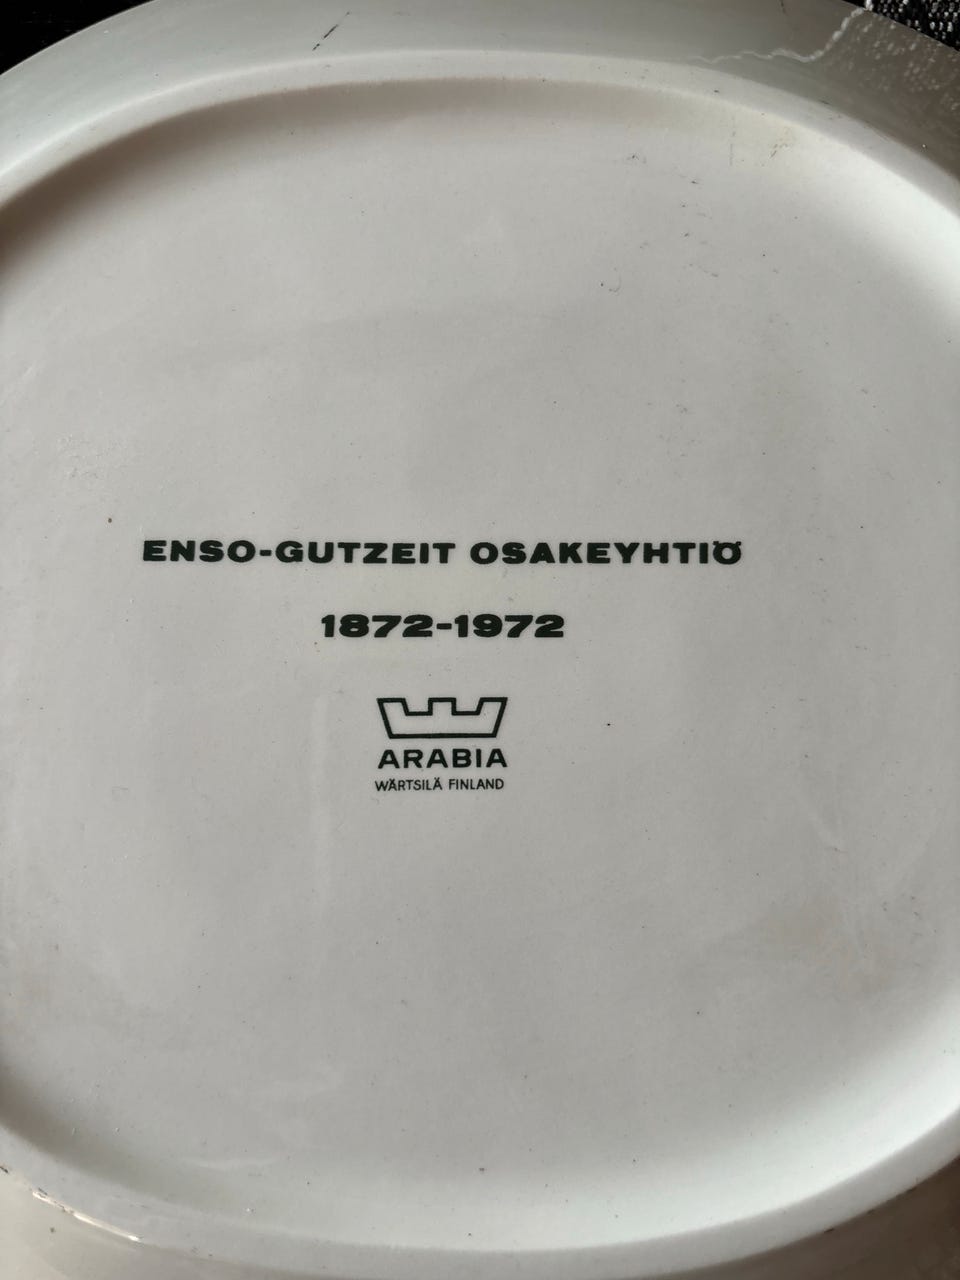 ENSO-GUTZEIT OSAKEYHTIÖ
1872-1972
ARABIA
WÄRTSILÄ FINLAND